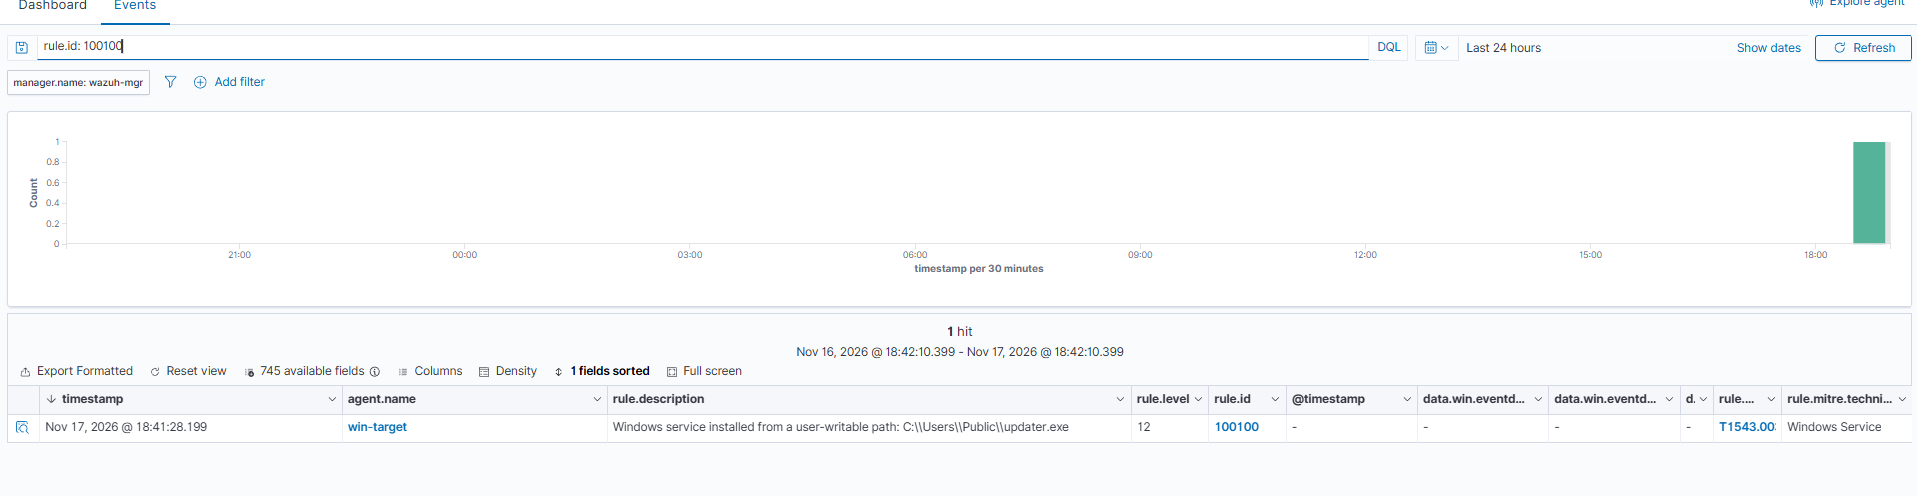 Dashboard Events Explore agent
rule.id: 100100 DQL Last 24 hours Show dates Refresh
manager.name: wazuh-mgr Add filter
1
0.8
0.6
0.4
0.2
0
Count
21:00 00:00 03:00 06:00 09:00 12:00 15:00 18:00
timestamp per 30 minutes
1 hit
Nov 16, 2026 @ 18:42:10.399 - Nov 17, 2026 @ 18:42:10.399
Export Formatted Reset view 745 available fields Columns Density 1 fields sorted Full screen
timestamp agent.name rule.description rule.level rule.id @timestamp data.win.eventd... data.win.eventd... d. rule.... rule.mitre.techni...
Nov 17, 2026 @ 18:41:28.199 win-target Windows service installed from a user-writable path: C:\\Users\\Public\\updater.exe 12 100100 - - - - T1543.00 Windows Service